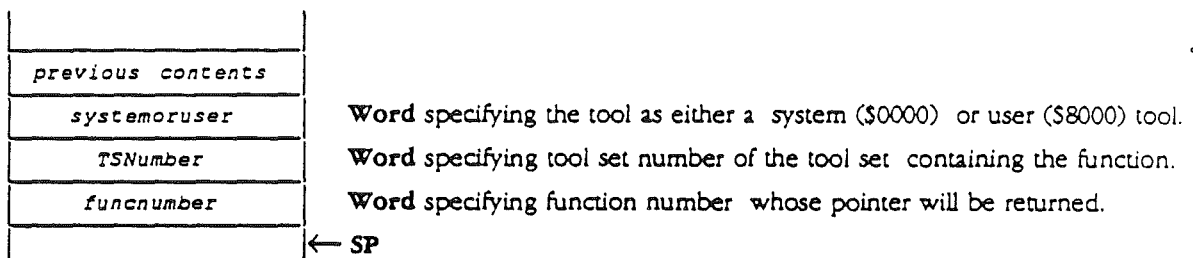 previous contents
systemoruser Word specifying the tool as either a system ($0000) or user ($8000) tool.
TSNumber Word specifying tool set number of the tool set containing the function.
funcnumber Word specifying function number whose pointer will be returned.
← SP